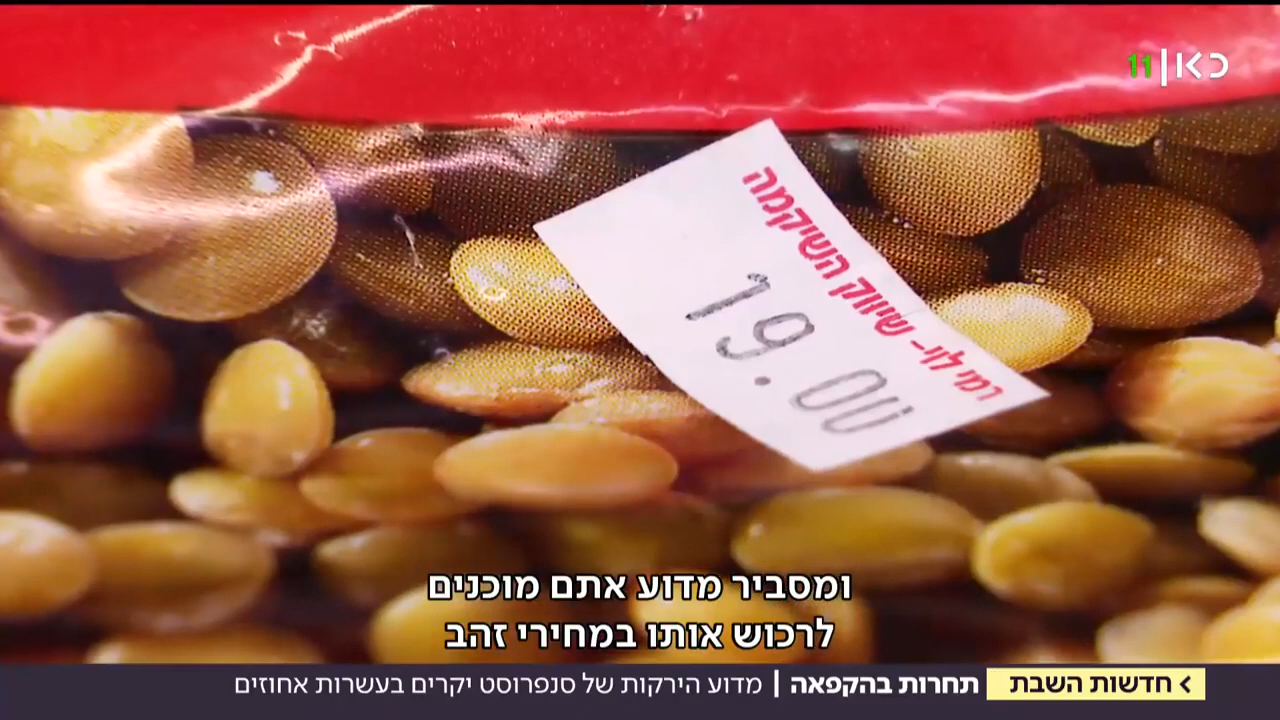 כאן 11
רמי לוי- שיווק השיקמה
19.00
ומסביר מדוע אתם מוכנים
לרכוש אותו במחירי זהב
חדשות השבת
תחרות בהקפאה | מדוע הירקות של סנפרוסט יקרים בעשרות אחוזים